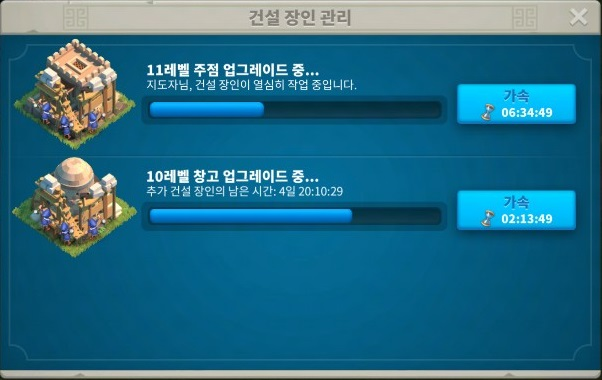 건설 장인 관리
11레벨 주점 업그레이드 중...
지도자님, 건설 장인이 열심히 작업 중입니다.
가속
06:34:49
10레벨 창고 업그레이드 중...
추가 건설 장인의 남은 시간: 4일 20:10:29
가속
02:13:49